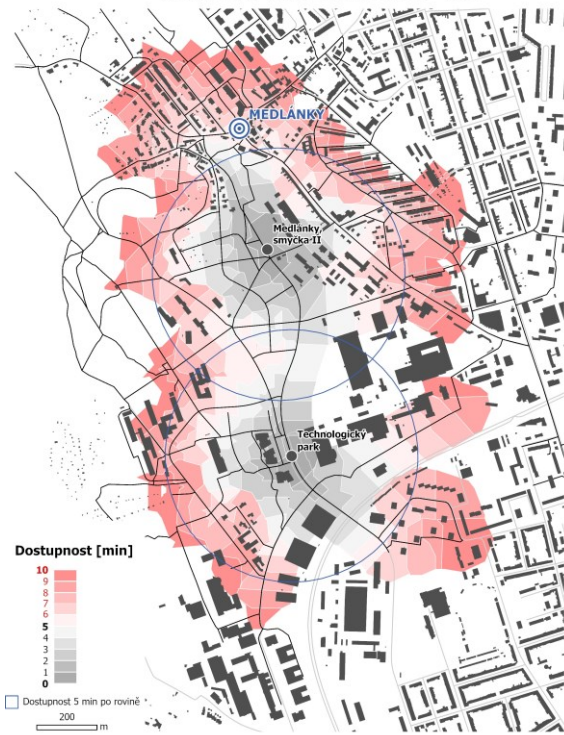 MEDLÁNKY
Medlánky,
smyčka II
Technologický
park
Dostupnost [min]
10
9
8
7
6
5
4
3
2
1
0
Dostupnost 5 min po rovině
200
m